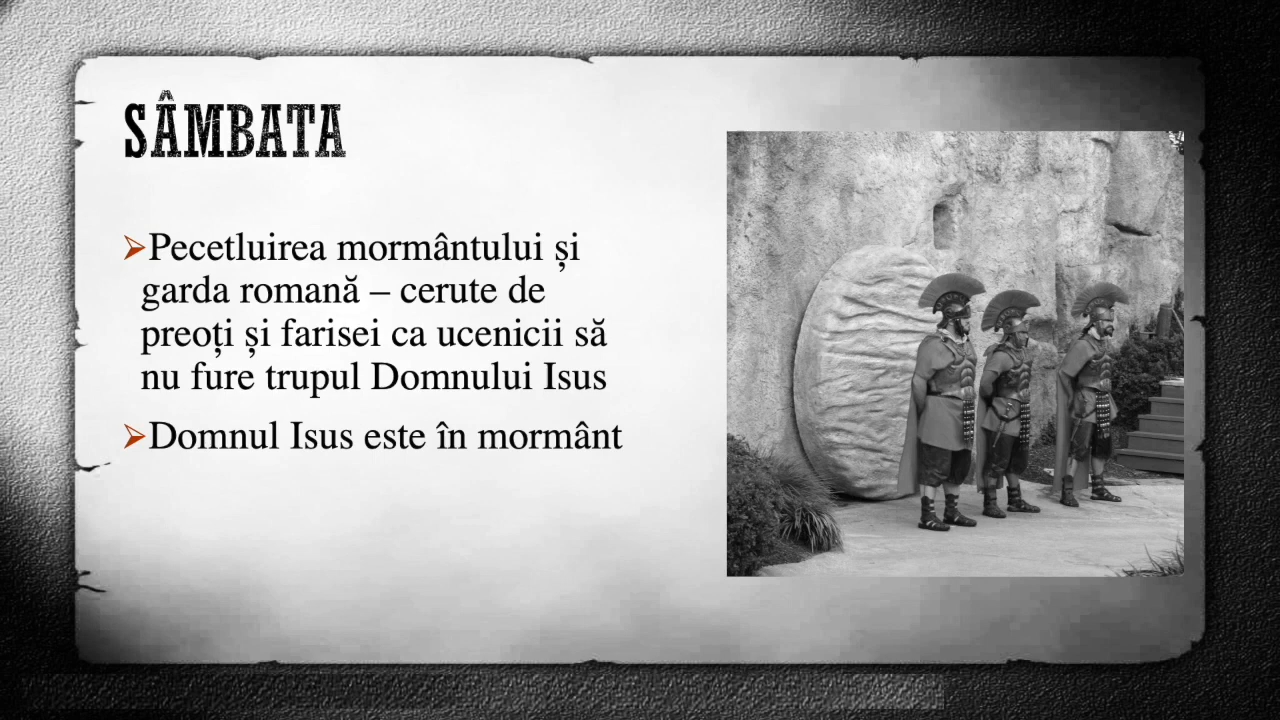 SÂMBATA
Pecetluirea mormântului și
garda romană – cerute de
preoți și farisei ca ucenicii să
nu fure trupul Domnului Isus
Domnul Isus este în mormânt